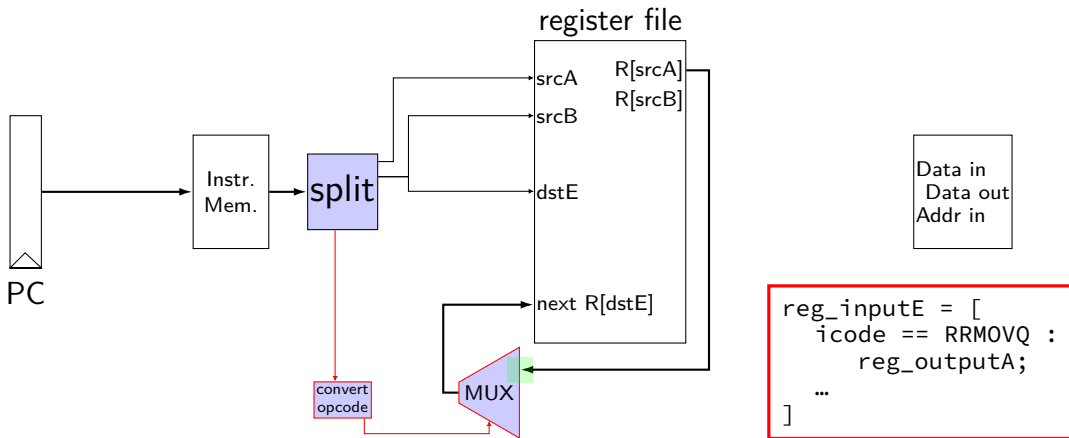 register file
srcA
R[srcA]
R[srcB]
srcB
Instr.
Mem.
split
dstE
Data in
Data out
Addr in
PC
next R[dstE]
convert
opcode
MUX
reg_inputE = [
icode == RRMOVQ :
reg_outputA;
…
]